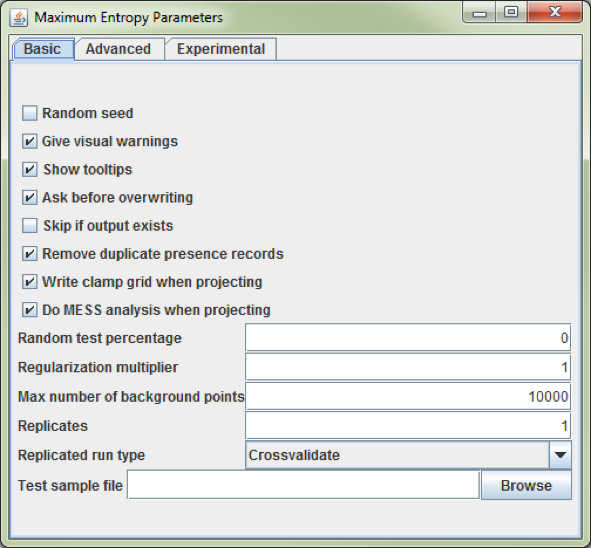 Maximum Entropy Parameters
Basic Advanced Experimental
Random seed
Give visual warnings
Show tooltips
Ask before overwriting
Skip if output exists
Remove duplicate presence records
Write clamp grid when projecting
Do MESS analysis when projecting
Random test percentage 0
Regularization multiplier 1
Max number of background points 10000
Replicates 1
Replicated run type Crossvalidate
Test sample file Browse